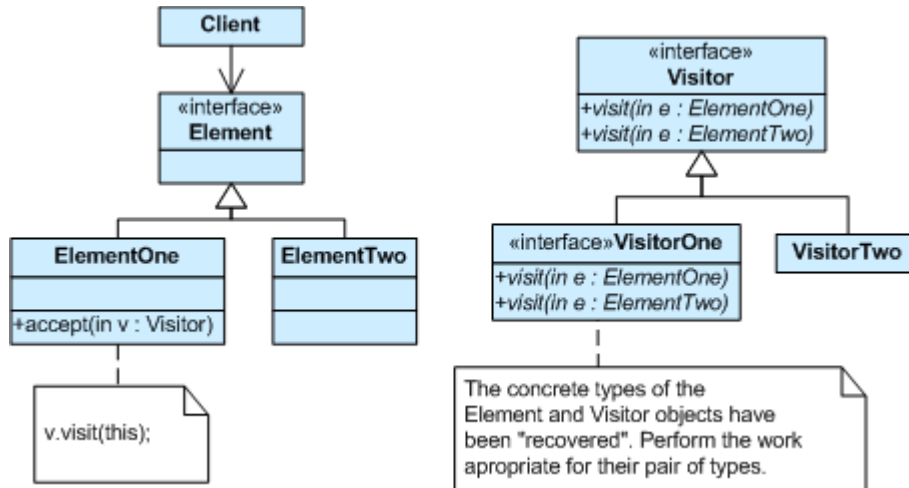 Client
«interface»
Element
ElementOne
+accept(in v : Visitor)
ElementTwo
v.visit(this);
«interface»
Visitor
+visit(in e : ElementOne)
+visit(in e : ElementTwo)
«interface»VisitorOne
+visit(in e : ElementOne)
+visit(in e : ElementTwo)
VisitorTwo
The concrete types of the
Element and Visitor objects have
been "recovered". Perform the work
apropriate for their pair of types.